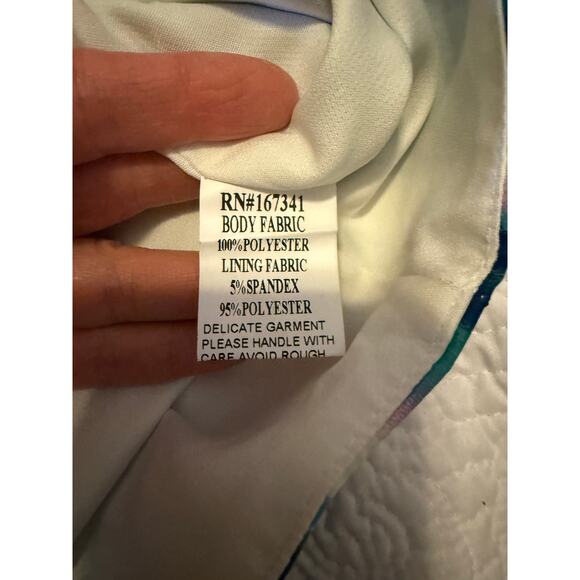 RN#167341
BODY FABRIC
100%POLYESTER
LINING FABRIC
5%SPANDEX
95%POLYESTER
DELICATE GARMENT
PLEASE HANDLE WITH
CARE AVOID ROUGH